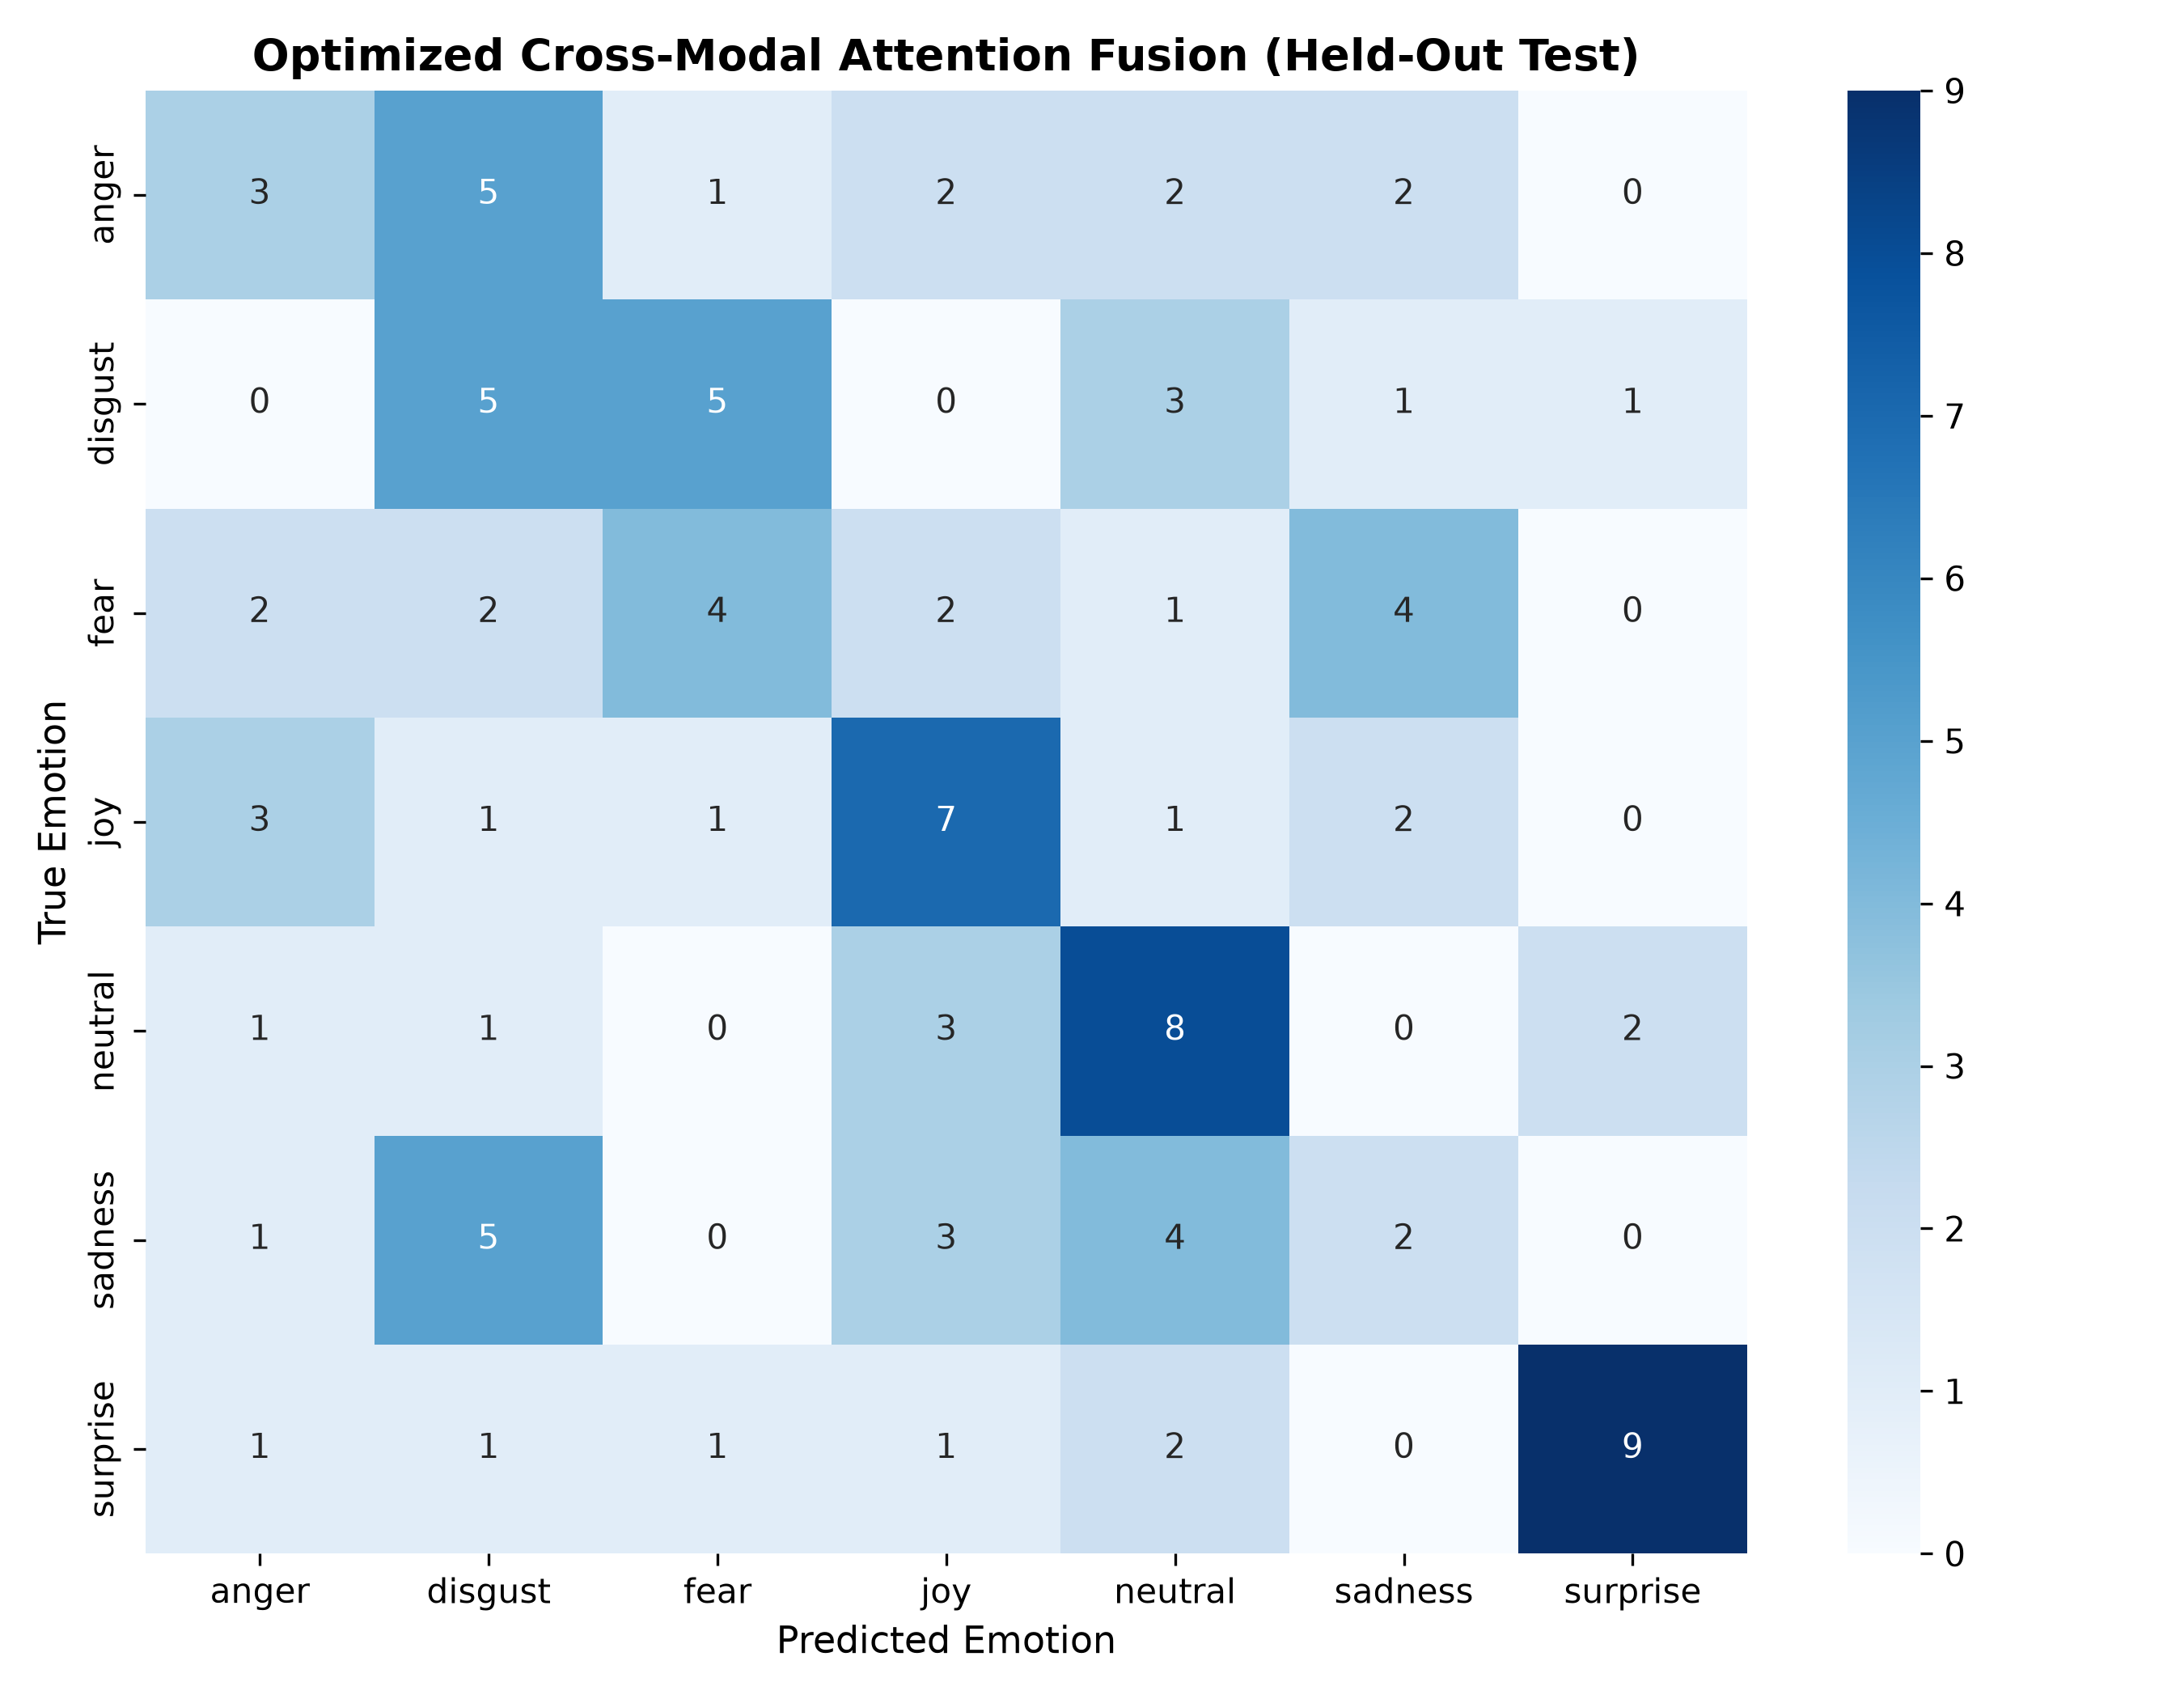 Optimized Cross-Modal Attention Fusion (Held-Out Test)
True Emotion
anger 3 5 1 2 2 2 0
disgust 0 5 5 0 3 1 1
fear 2 2 4 2 1 4 0
joy 3 1 1 7 1 2 0
neutral 1 1 0 3 8 0 2
sadness 1 5 0 3 4 2 0
surprise 1 1 1 1 2 0 9
anger disgust fear joy neutral sadness surprise
Predicted Emotion
9
8
7
6
5
4
3
2
1
0